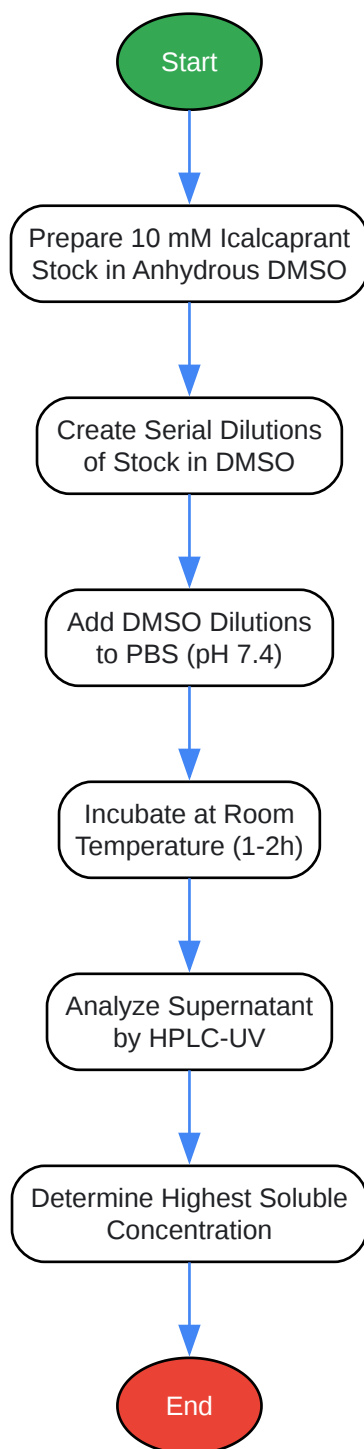 Start
Prepare 10 mM Icalcaprant
Stock in Anhydrous DMSO
Create Serial Dilutions
of Stock in DMSO
Add DMSO Dilutions
to PBS (pH 7.4)
Incubate at Room
Temperature (1-2h)
Analyze Supernatant
by HPLC-UV
Determine Highest Soluble
Concentration
End